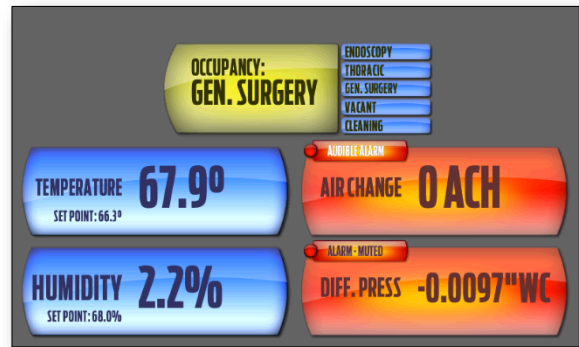 OCCUPANCY:
GEN. SURGERY
ENDOSCOPY
THORACIC
GEN. SURGERY
VACANT
CLEANING
TEMPERATURE 67.9º
SET POINT: 66.3º
AUDIBLE ALARM
AIR CHANGE 0 ACH
HUMIDITY 2.2%
SET POINT: 68.0%
ALARM - MUTED
DIFF. PRESS -0.0097"WC